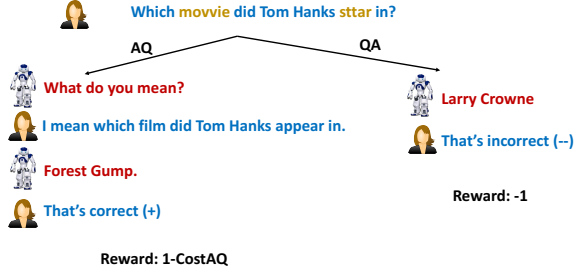 Which movvie did Tom Hanks sttar in?
AQ
QA
What do you mean?
I mean which film did Tom Hanks appear in.
Forest Gump.
That's correct (+)
Reward: 1-CostAQ
Larry Crowne
That's incorrect (--)
Reward: -1